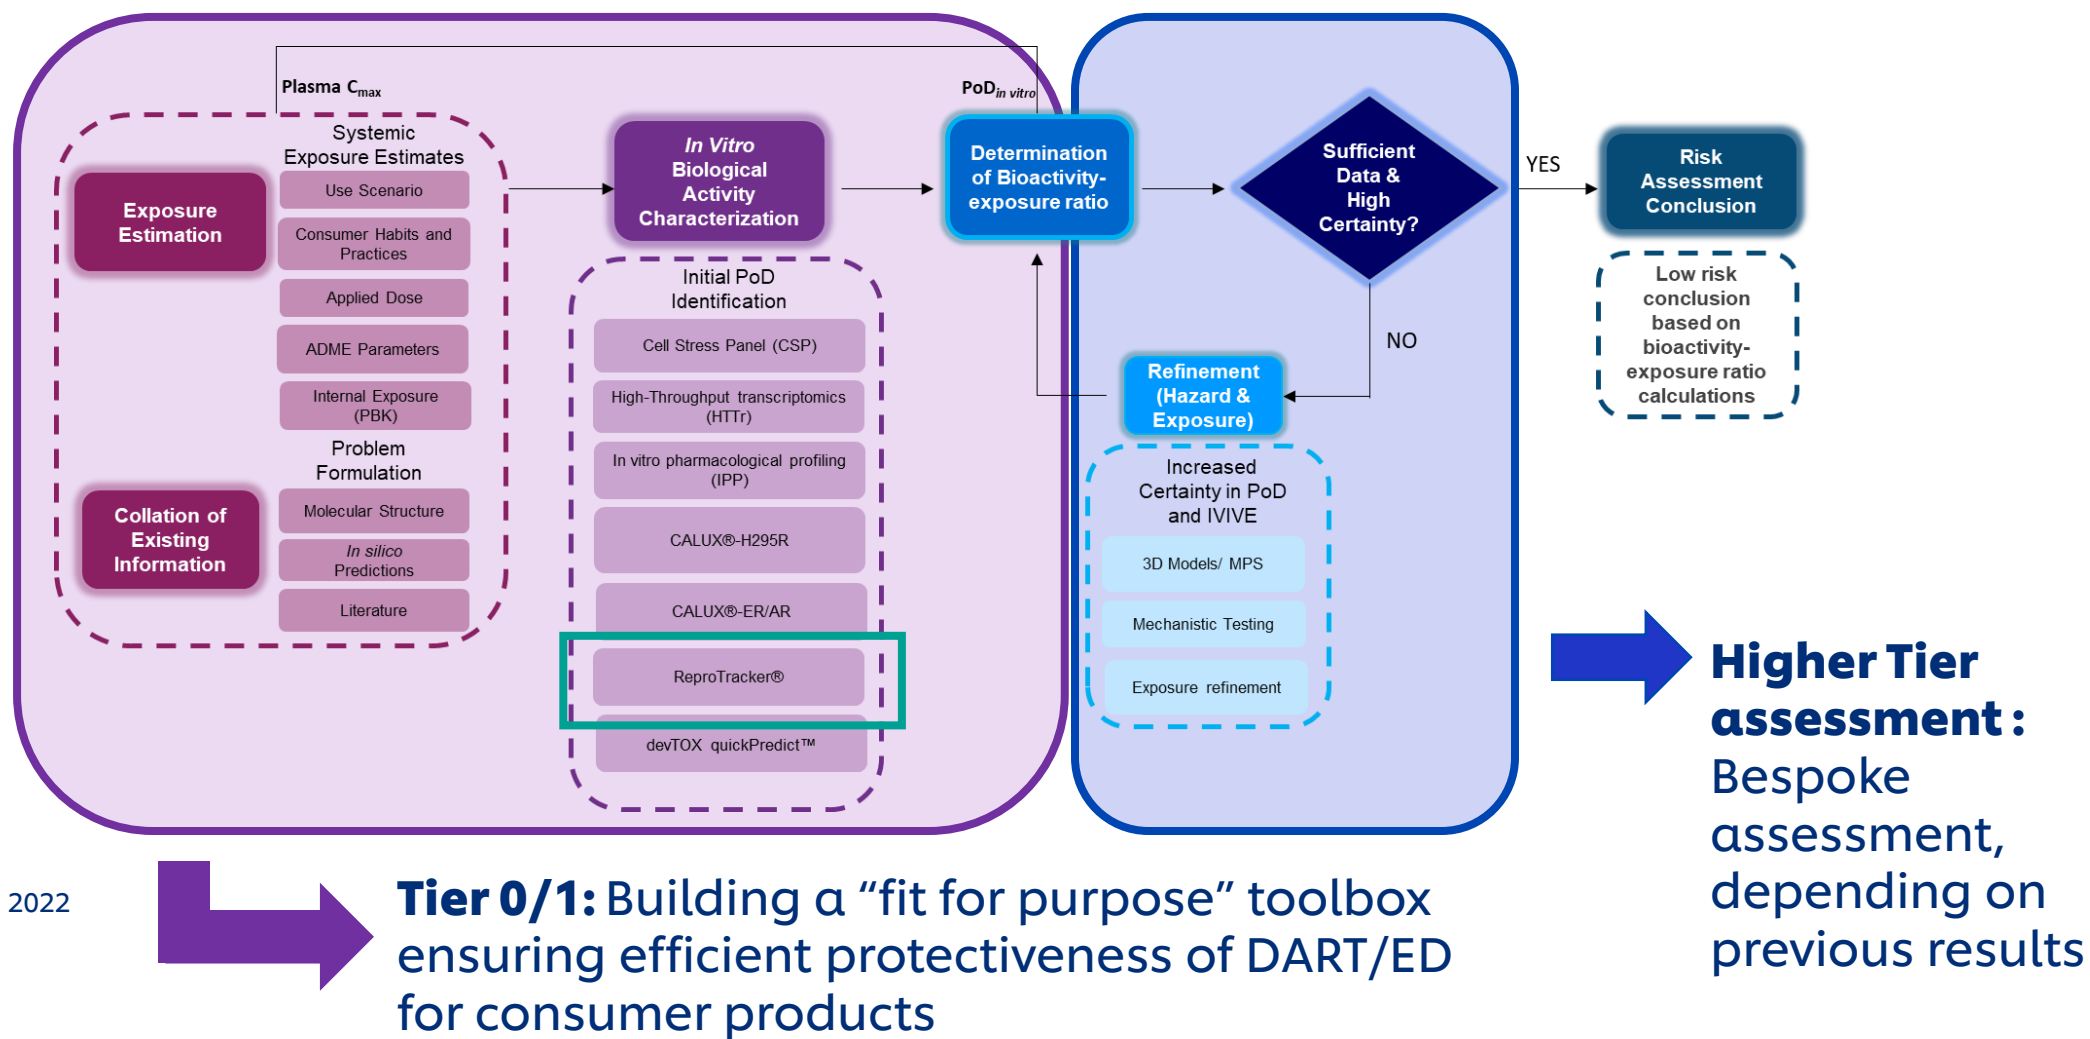 Plasma Cmax
PoDin vitro
Systemic
Exposure Estimates
Exposure
Estimation
Use Scenario
Consumer Habits and
Practices
Applied Dose
ADME Parameters
Internal Exposure
(PBK)
Problem
Formulation
Collation of
Existing
Information
Molecular Structure
In silico
Predictions
Literature
In Vitro
Biological
Activity
Characterization
Initial PoD
Identification
Cell Stress Panel (CSP)
High-Throughput transcriptomics
(HTTr)
In vitro pharmacological profiling
(IPP)
CALUX®-H295R
CALUX®-ER/AR
ReproTracker®
devTOX quickPredict™
Determination
of Bioactivity-
exposure ratio
Sufficient
Data &
High
Certainty?
YES
NO
Refinement
(Hazard &
Exposure)
Increased
Certainty in PoD
and IVIVE
3D Models/ MPS
Mechanistic Testing
Exposure refinement
Risk
Assessment
Conclusion
Low risk
conclusion
based on
bioactivity-
exposure ratio
calculations
Higher Tier
assessment :
Bespoke
assessment,
depending on
previous results
2022
Tier 0/1: Building a “fit for purpose” toolbox
ensuring efficient protectiveness of DART/ED
for consumer products